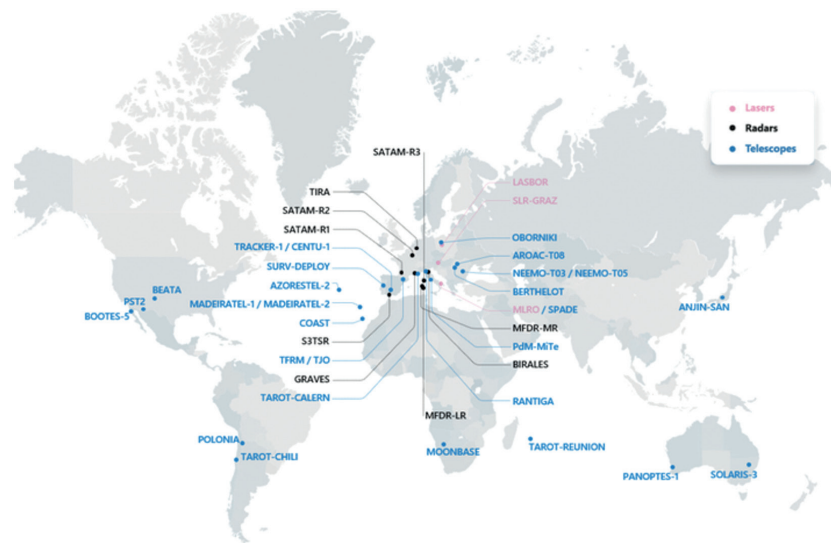 Lasers
Radars
Telescopes
SATAM-R3
TIRA
SATAM-R2
SATAM-R1
TRACKER-1 / CENTU-1
SURV-DEPLOY
AZORESTEL-2
MADEIRATEL-1 / MADEIRATEL-2
COAST
S3TSR
TFRM / TJO
GRAVES
TAROT-CALERN
LASBOR
SLR-GRAZ
OBORNIKI
AROAC-T08
NEEMO-T03 / NEEMO-T05
BERTHELOT
MLRO / SPADE
MFDR-MR
PdM-MiTe
BIRALES
RANTIGA
MFDR-LR
BEATA
PST2
BOOTES-5
ANJIN-SAN
POLONIA
TAROT-CHILI
MOONBASE
TAROT-REUNION
PANOPTES-1
SOLARIS-3